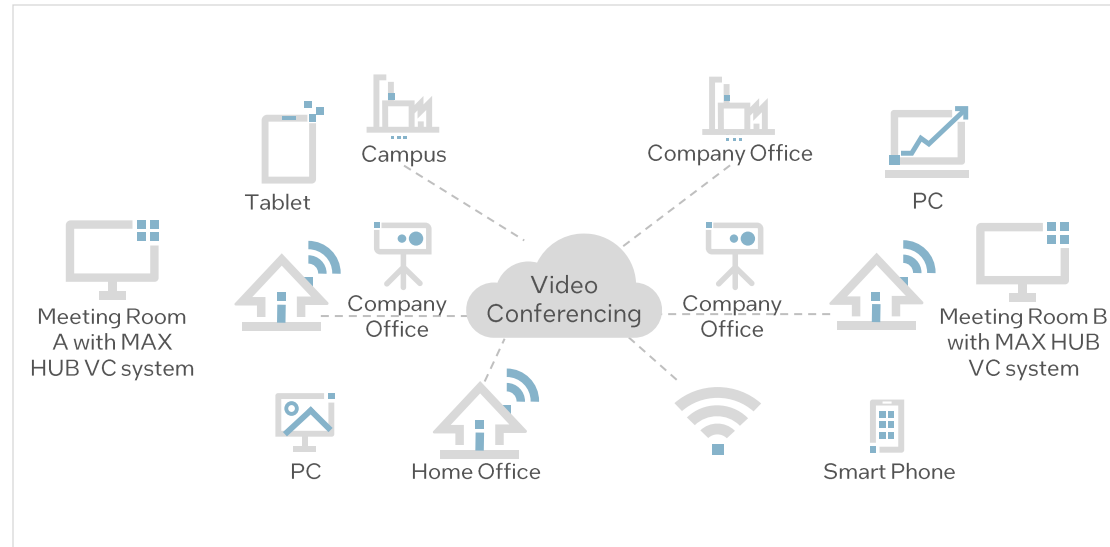 Campus
Company Office
Tablet
PC
Video
Conferencing
Company
Office
Company
Office
Meeting Room
A with MAX
HUB VC system
Meeting Room B
with MAX HUB
VC system
PC
Home Office
Smart Phone